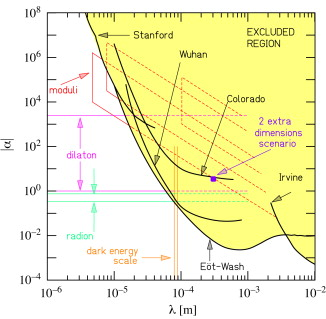 10^8
10^6
10^4
10^2
10^0
10^−2
10^−4
|α|
10^−6
10^−5
10^−4
10^−3
10^−2
λ [m]
Stanford
EXCLUDED
REGION
Wuhan
moduli
Colorado
2 extra
dimensions
scenario
dilaton
Irvine
radion
dark energy
scale
Eöt-Wash